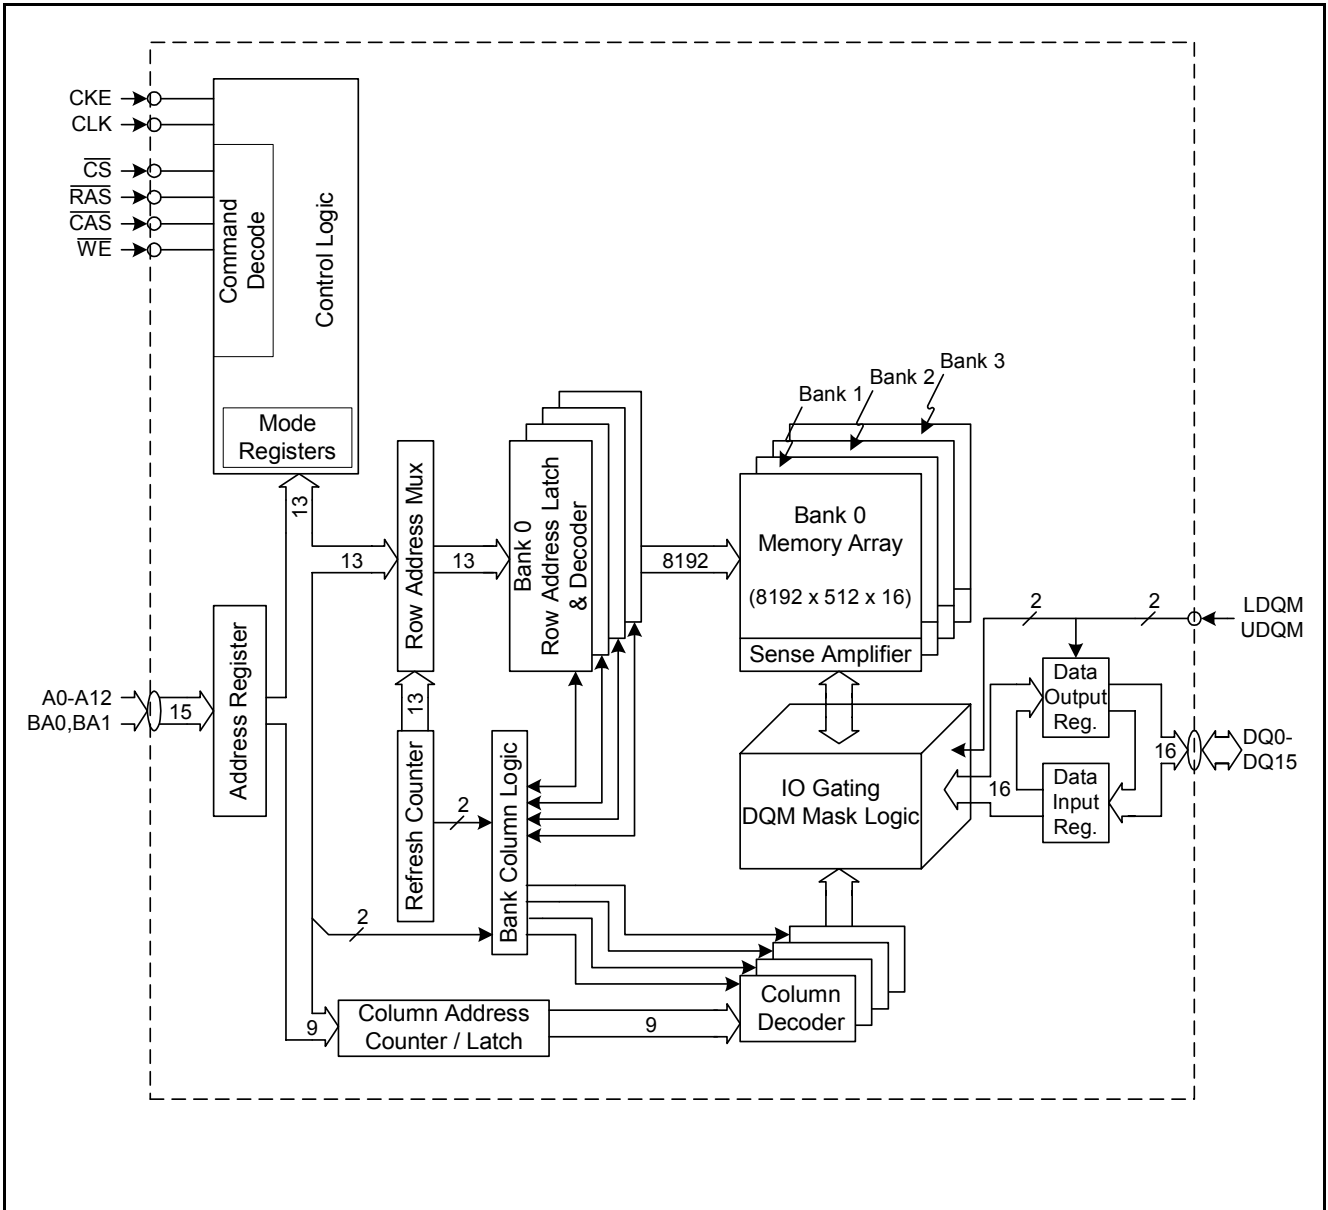 CKE
CLK
C̅S̅
R̅A̅S̅
C̅A̅S̅
W̅E̅
Command
Decode
Control Logic
Mode
Registers
13
13
Row Address Mux
13
Bank 0
Row Address Latch
& Decoder
8192
Bank 1
Bank 2
Bank 3
Bank 0
Memory Array
(8192 x 512 x 16)
Sense Amplifier
2
2
LDQM
UDQM
A0-A12
BA0,BA1
15
Address Register
13
Refresh Counter
2
Bank Column Logic
2
IO Gating
DQM Mask Logic
16
Data
Output
Reg.
Data
Input
Reg.
16
DQ0-
DQ15
9
Column Address
Counter / Latch
9
Column
Decoder